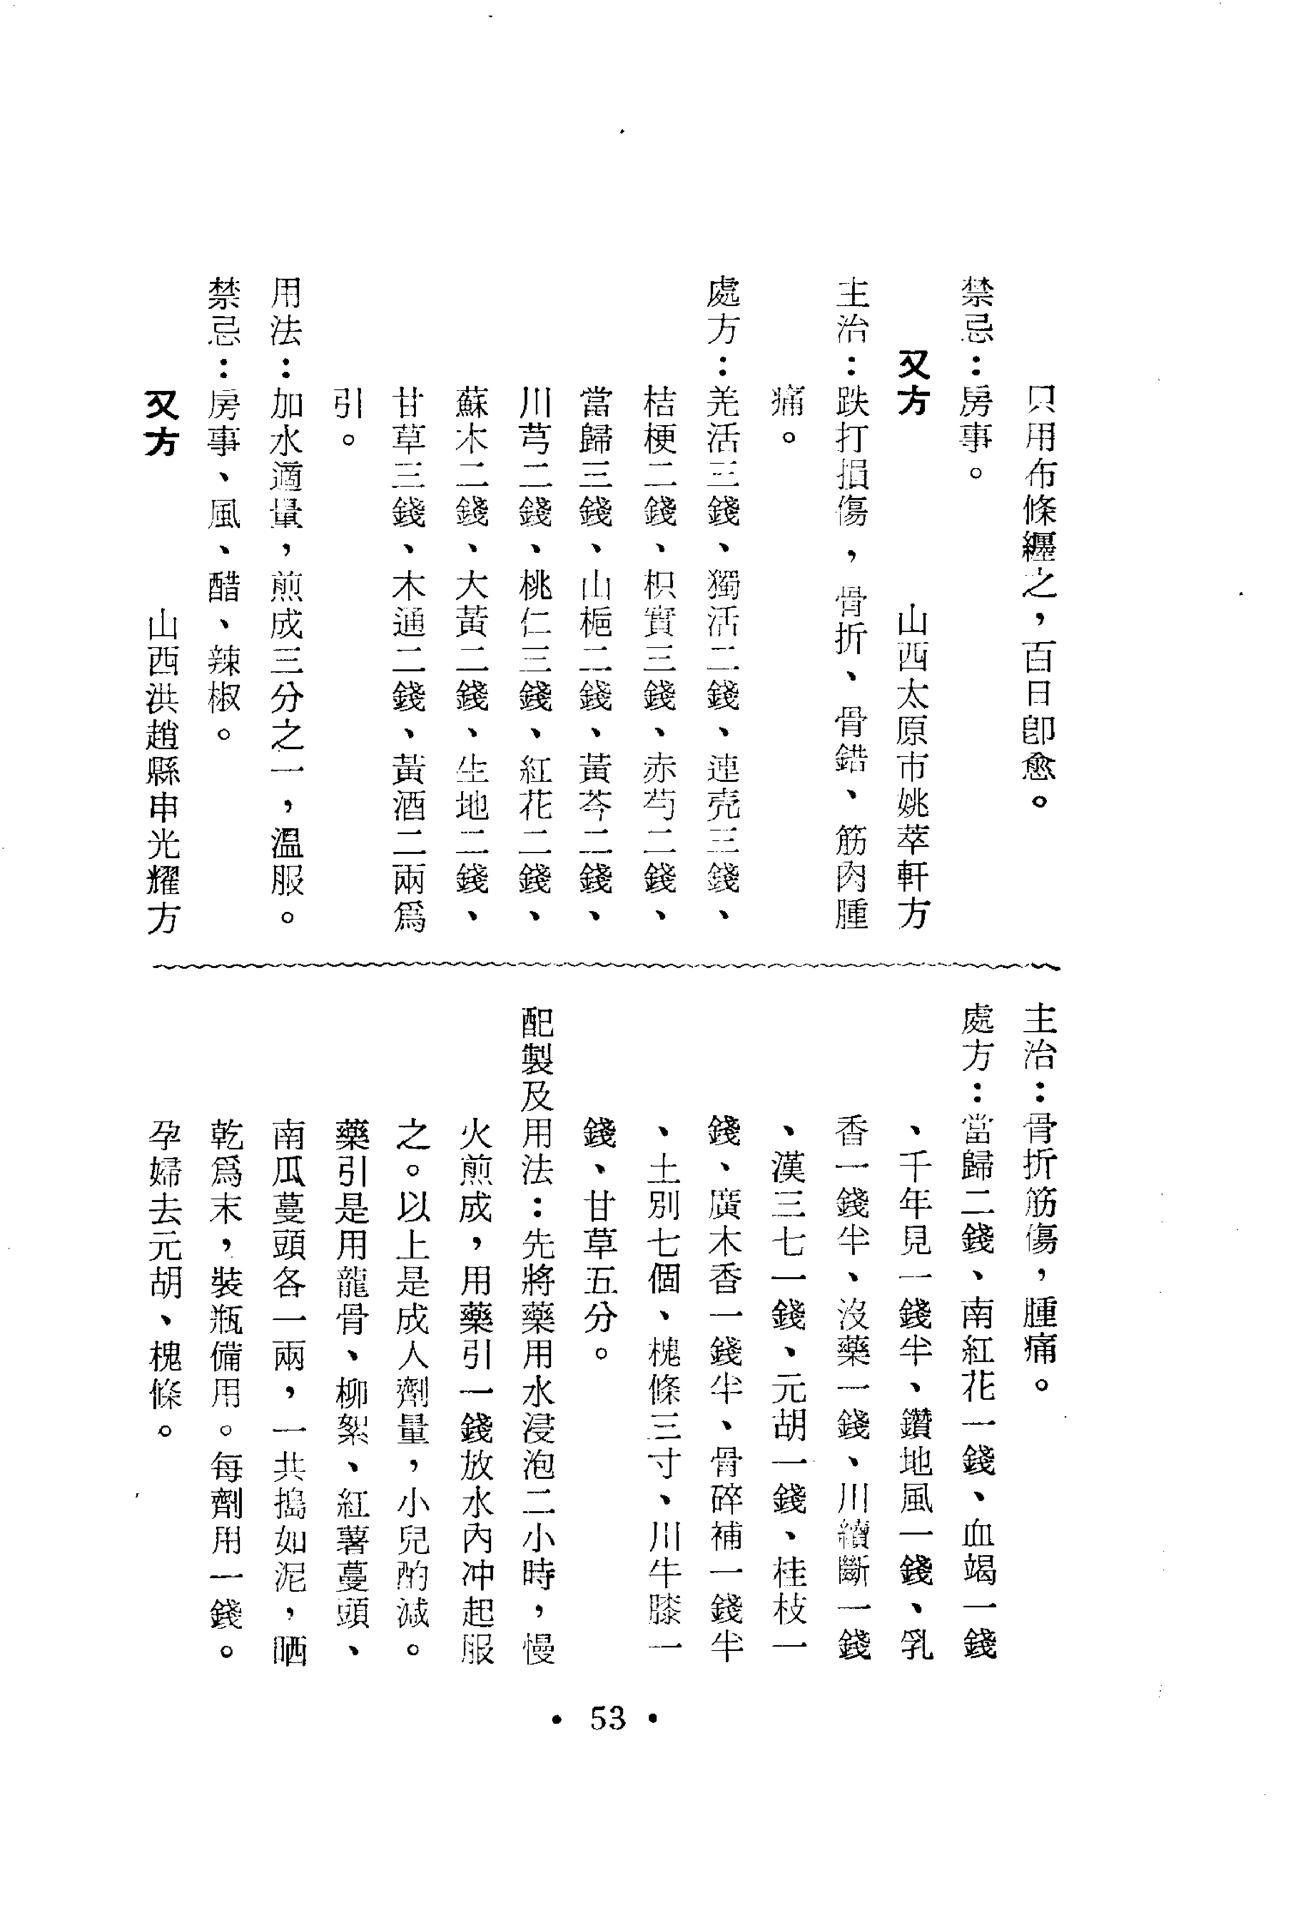 只用布條纒之，百日卽愈。
禁忌：房事。
又方　山西太原市姚萃軒方
主治：跌打損傷，骨折、骨錯、筋肉腫
痛。
處方：羌活三錢、獨活二錢、連壳三錢、
桔梗二錢、枳實三錢、赤芍二錢、
當歸三錢、山梔二錢、黃芩二錢、
川芎二錢、桃仁三錢、紅花二錢、
蘇木二錢、大黃二錢、生地二錢、
甘草三錢、木通二錢、黃酒二兩爲
引。
用法：加水適量，煎成三分之一，溫服。
禁忌：房事、風、醋、辣椒。
又方　山西洪趙縣申光耀方
主治：骨折筋傷，腫痛。
處方：當歸二錢、南紅花一錢、血竭一錢
、千年見一錢半、鑽地風一錢、乳
香一錢半、沒藥一錢、川續斷一錢
、漢三七一錢、元胡一錢、桂枝一
錢、廣木香一錢半、骨碎補一錢半
、土別七個、槐條三寸、川牛膝一
錢、甘草五分。
配製及用法：先將藥用水浸泡二小時，慢
火煎成，用藥引一錢放水內冲起服
之。以上是成人劑量，小兒酌減。
藥引是用龍骨、柳絮、紅薯蔓頭、
南瓜蔓頭各一兩，一共搗如泥，晒
乾爲末，裝瓶備用。每劑用一錢。
孕婦去元胡、槐條。
• 53 •